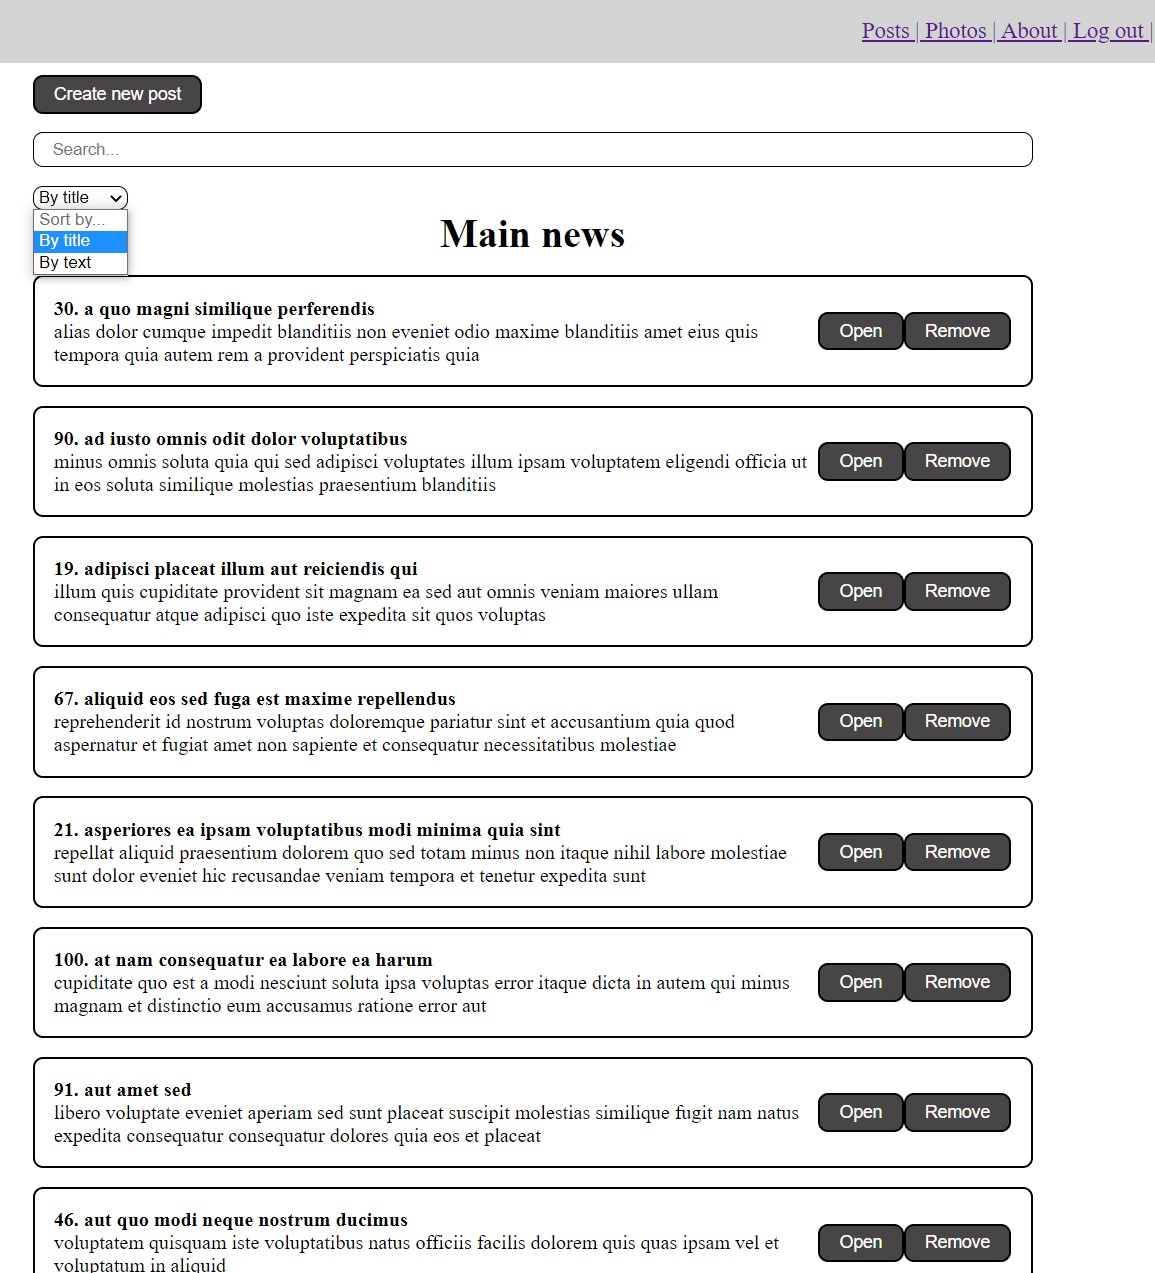 Posts | Photos | About | Log out |
Create new post
Search...
By title
Sort by...
By title
By text
Main news
30. a quo magni similique perferendis
alias dolor cumque impedit blanditiis non eveniet odio maxime blanditiis amet eius quis
tempora quia autem rem a provident perspiciatis quia
Open Remove
90. ad iusto omnis odit dolor voluptatibus
minus omnis soluta quia qui sed adipisci voluptates illum ipsam voluptatem eligendi officia ut
in eos soluta similique molestias praesentium blanditiis
Open Remove
19. adipisci placeat illum aut reiciendis qui
illum quis cupiditate provident sit magnam ea sed aut omnis veniam maiores ullam
consequatur atque adipisci quo iste expedita sit quos voluptas
Open Remove
67. aliquid eos sed fuga est maxime repellendus
reprehenderit id nostrum voluptas doloremque pariatur sint et accusantium quia quod
aspernatur et fugiat amet non sapiente et consequatur necessitatibus molestiae
Open Remove
21. asperiores ea ipsam voluptatibus modi minima quia sint
repellat aliquid praesentium dolorem quo sed totam minus non itaque nihil labore molestiae
sunt dolor eveniet hic recusandae veniam tempora et tenetur expedita sunt
Open Remove
100. at nam consequatur ea labore ea harum
cupiditate quo est a modi nesciunt soluta ipsa voluptas error itaque dicta in autem qui minus
magnam et distinctio eum accusamus ratione error aut
Open Remove
91. aut amet sed
libero voluptate eveniet aperiam sed sunt placeat suscipit molestias similique fugit nam natus
expedita consequatur consequatur dolores quia eos et placeat
Open Remove
46. aut quo modi neque nostrum ducimus
voluptatem quisquam iste voluptatibus natus officiis facilis dolorem quis quas ipsam vel et
voluptatum in aliquid
Open Remove